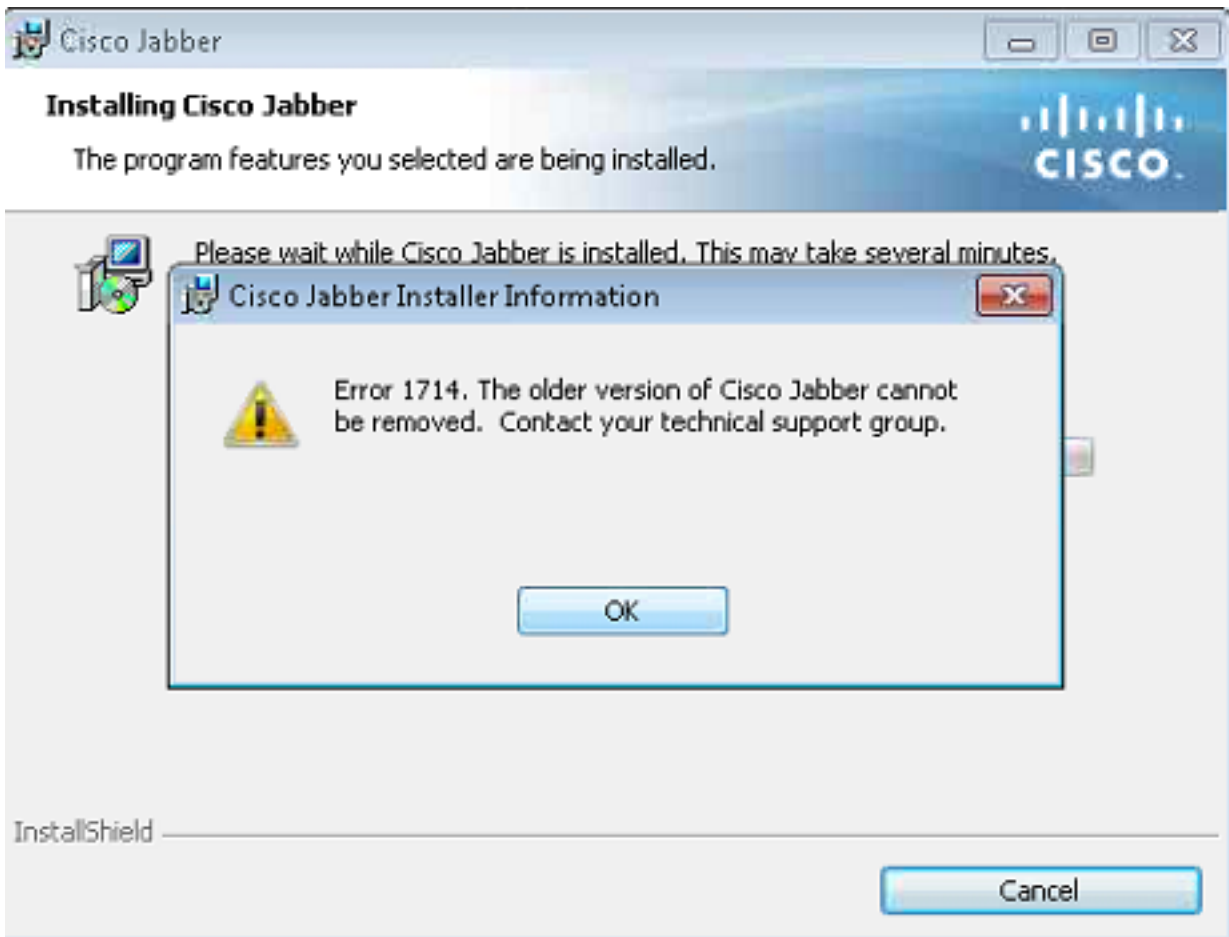 Cisco Jabber
Installing Cisco Jabber
The program features you selected are being installed.
CISCO.
Please wait while Cisco Jabber is installed. This may take several minutes.
Cisco Jabber Installer Information
Error 1714. The older version of Cisco Jabber cannot
be removed.  Contact your technical support group.
OK
InstallShield
Cancel